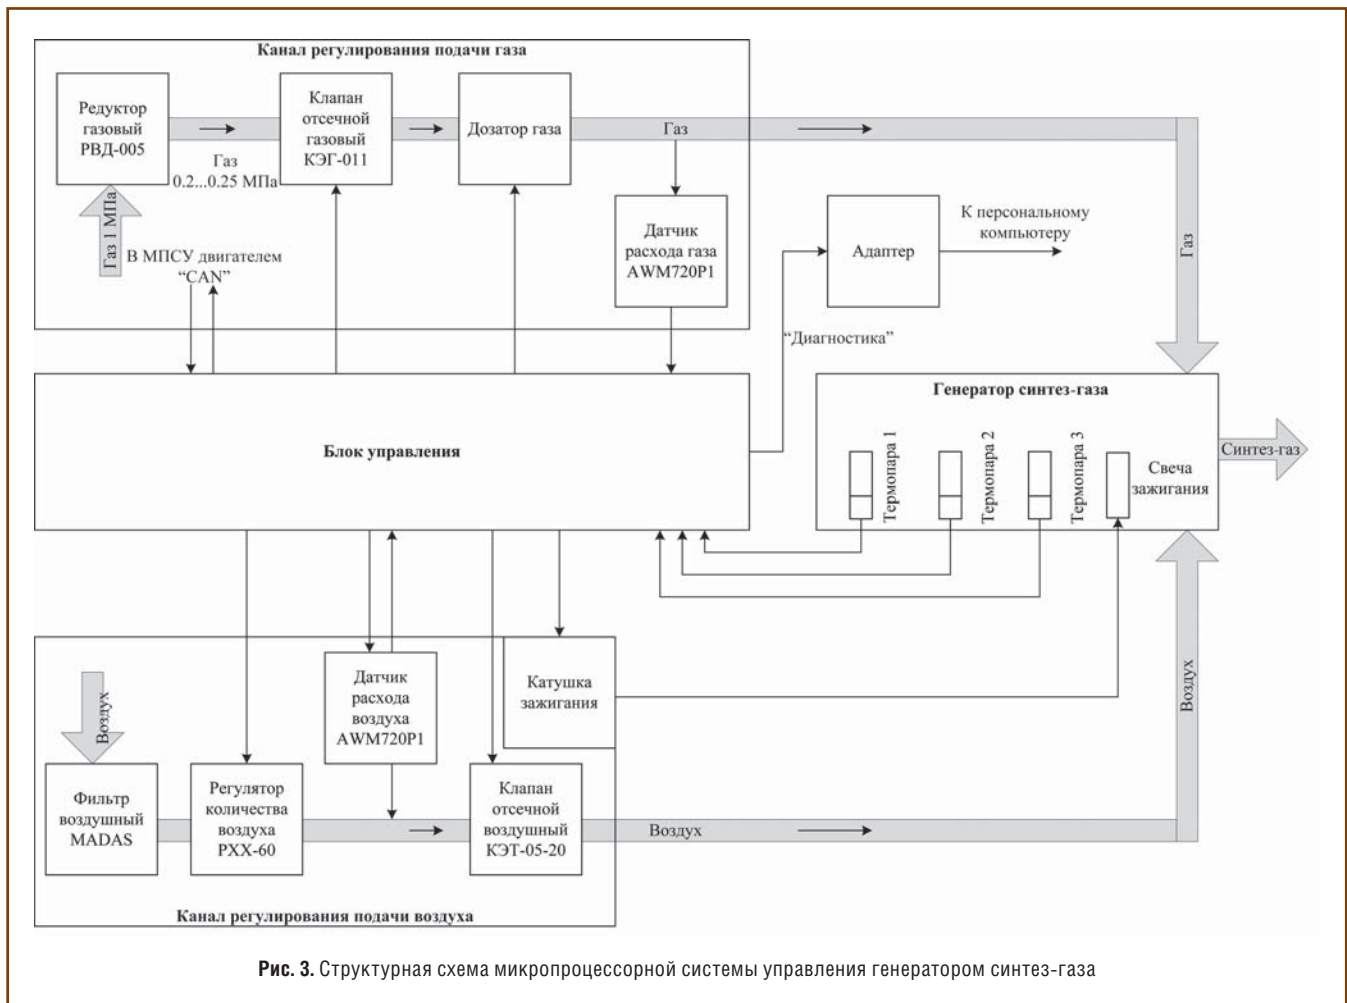 Канал регулирования подачи газа
Редуктор
газовый
РВД-005
Клапан
отсечной
газовый
КЭГ-011
Дозатор газа
Газ
Газ
0.2...0.25 МПа
Газ 1 МПа
В МПСУ двигателем
“CAN”
Датчик
расхода газа
AWM720P1
Адаптер
К персональному
компьютеру
Газ
“Диагностика”
Блок управления
Генератор синтез-газа
Термопара 1
Термопара 2
Термопара 3
Свеча
зажигания
Синтез-газ
Воздух
Датчик
расхода
воздуха
AWM720P1
Катушка
зажигания
Воздух
Фильтр
воздушный
MADAS
Регулятор
количества
воздуха
РХХ-60
Клапан
отсечной
воздушный
КЭТ-05-20
Воздух
Канал регулирования подачи воздуха
Рис. 3. Структурная схема микропроцессорной системы управления генератором синтез-газа